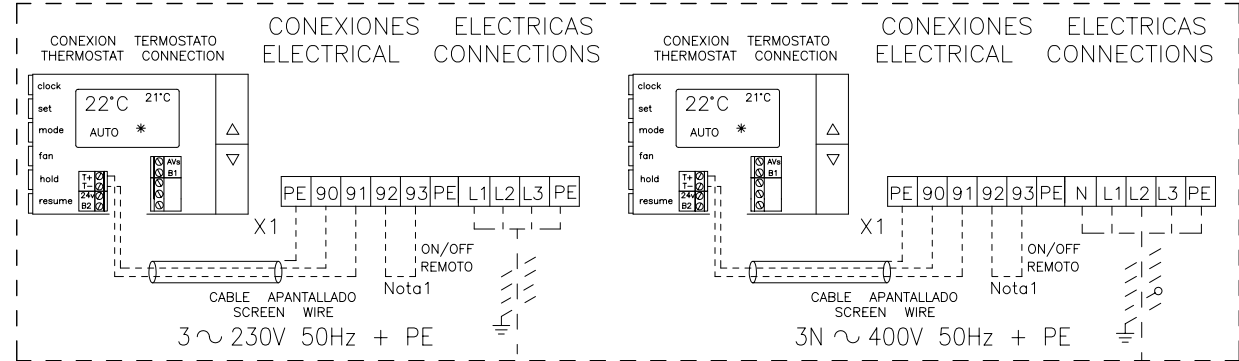 CONEXIONES ELECTRICAS
ELECTRICAL CONNECTIONS
CONEXION TERMOSTATO
THERMOSTAT CONNECTION
clock
set
mode
fan
hold
resume
22°C 21°C
AUTO *
T+
T-
24v
B2
AVs
B1
PE 90 91 92 93 PE L1 L2 L3 PE
X1
ON/OFF
REMOTO
Nota1
CABLE APANTALLADO
SCREEN WIRE
3~230V 50Hz + PE
CONEXIONES ELECTRICAS
ELECTRICAL CONNECTIONS
CONEXION TERMOSTATO
THERMOSTAT CONNECTION
clock
set
mode
fan
hold
resume
22°C 21°C
AUTO *
T+
T-
24v
B2
AVs
B1
PE 90 91 92 93 PE N L1 L2 L3 PE
X1
ON/OFF
REMOTO
Nota1
CABLE APANTALLADO
SCREEN WIRE
3N~400V 50Hz + PE